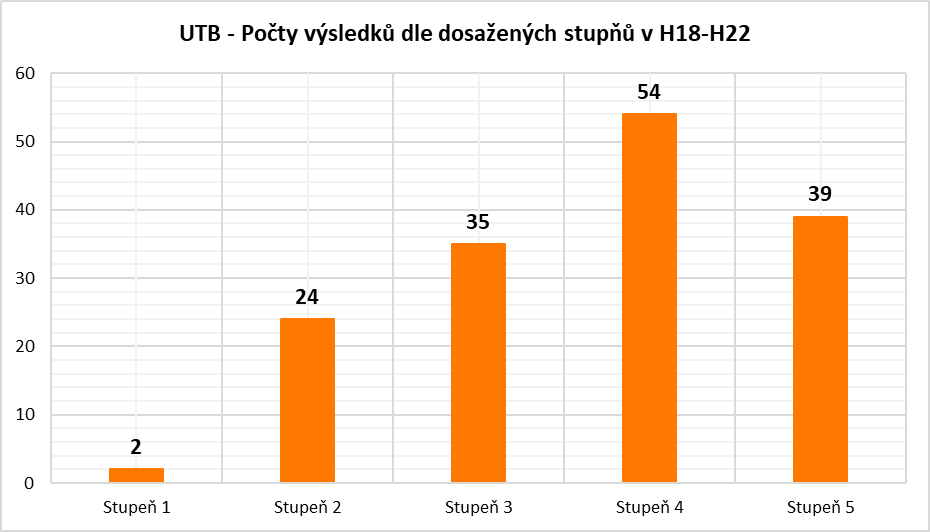 UTB - Počty výsledků dle dosažených stupňů v H18-H22
60
50
40
30
20
10
0
2
24
35
54
39
Stupeň 1
Stupeň 2
Stupeň 3
Stupeň 4
Stupeň 5